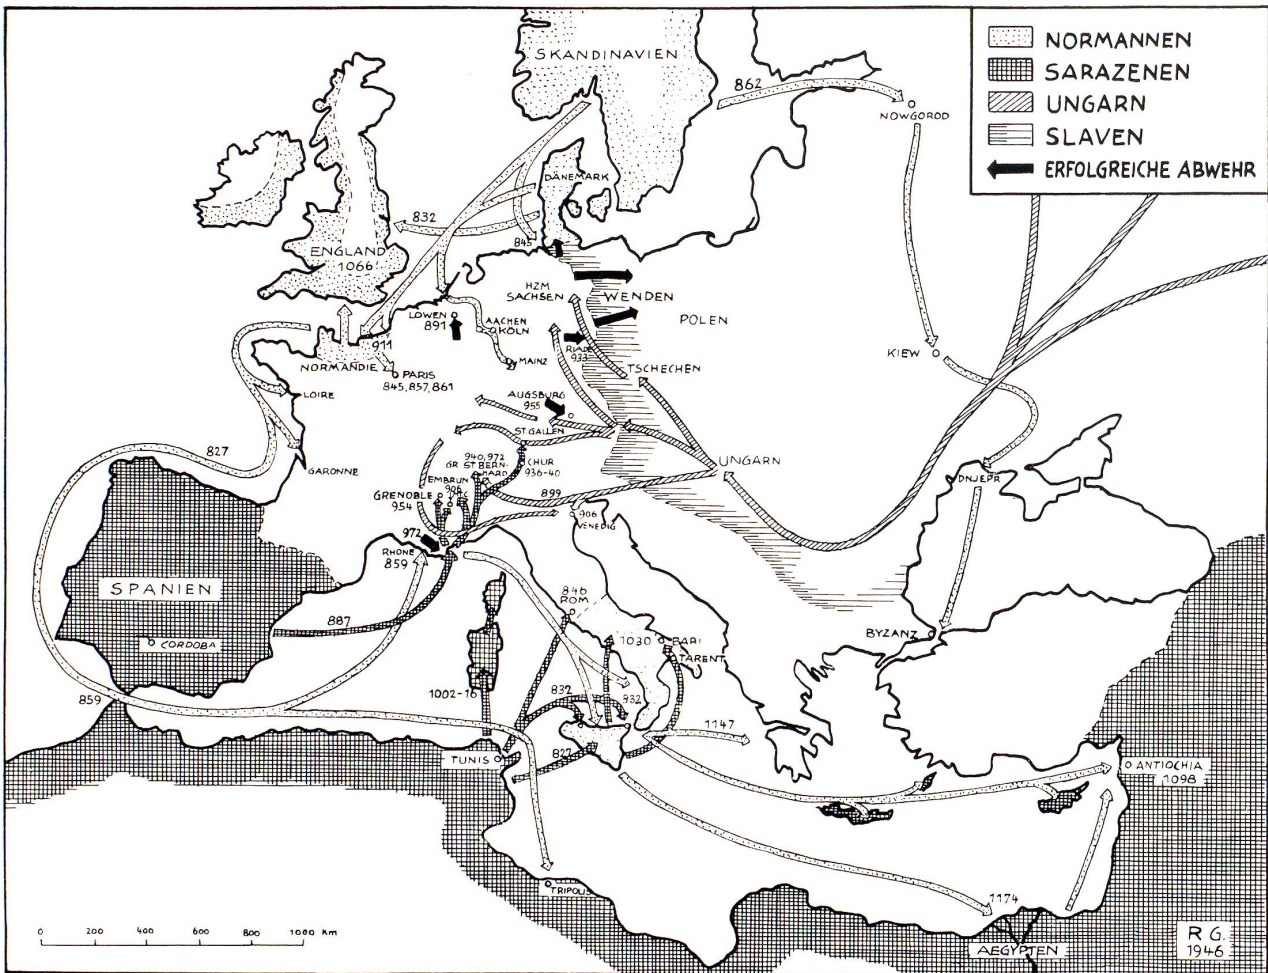 NORMANNEN
SARAZENEN
UNGARN
SLAVEN
ERFOLGREICHE ABWEHR
SKANDINAVIEN
862
NOWGOROD
DÄNEMARK
832
845
ENGLAND
1066
HZM
SACHSEN
WENDEN
POLEN
LÖWEN
891
AACHEN
KÖLN
911
RIADE
933
KIEW
NORMANDIE
PARIS
845, 857, 861
MAINZ
TSCHECHEN
LOIRE
AUGSBURG
955
ST. GALLEN
827
GARONNE
940, 972
GR. ST BERN-
HARD
CHUR
936-40
UNGARN
EMBRUN
906
GRENOBLE
954
899
DNJEPR
906
VENEDIG
972
RHONE
859
SPANIEN
846
ROM
887
CORDOBA
1030
BARI
TARENT
BYZANZ
859
1002-16
832
932
1147
TUNIS
827
ANTIOCHIA
1098
TRIPOLIS
1174
AEGYPTEN
0 200 400 600 800 1000 Km
R G.
1946